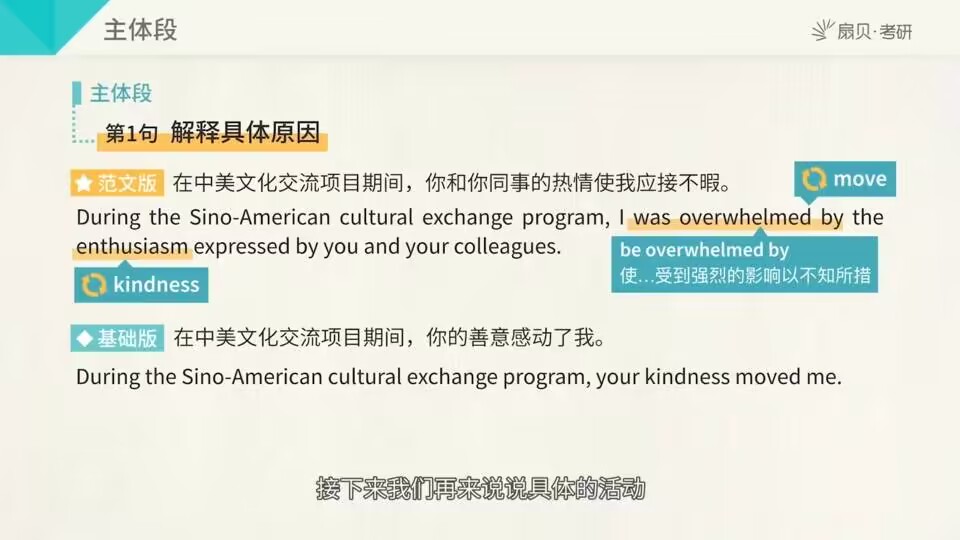 主体段
扇贝·考研
主体段
第1句 解释具体原因
范文版 在中美文化交流项目期间，你和你同事的热情使我应接不暇。
move
During the Sino-American cultural exchange program, I was overwhelmed by the
enthusiasm expressed by you and your colleagues.
be overwhelmed by
使…受到强烈的影响以不知所措
kindness
基础版 在中美文化交流项目期间，你的善意感动了我。
During the Sino-American cultural exchange program, your kindness moved me.
接下来我们再来说说具体的活动